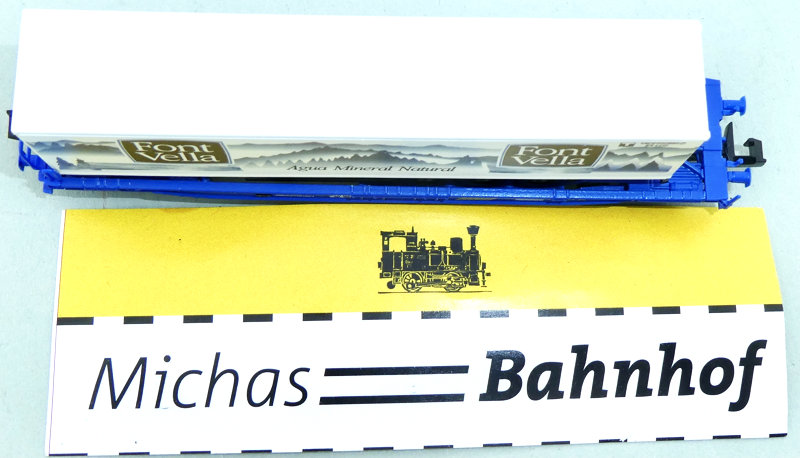 Font
Vella
Agua Mineral Natural
Font
Vella
Michas Bahnhof